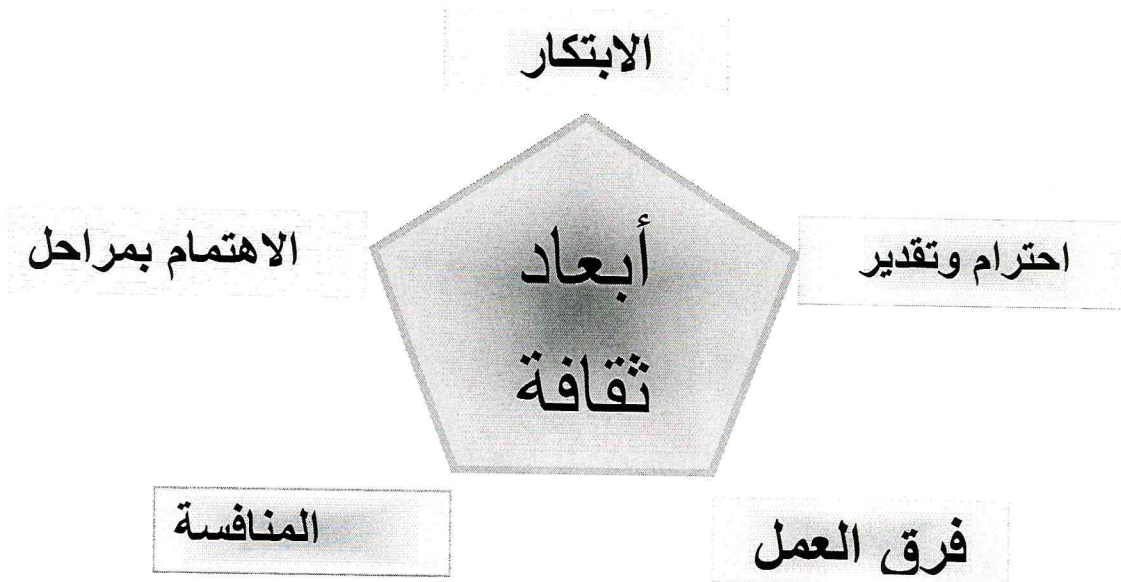 الابتكار
احترام وتقدير
الاهتمام بمراحل
أبعاد
ثقافة
فرق العمل
المنافسة